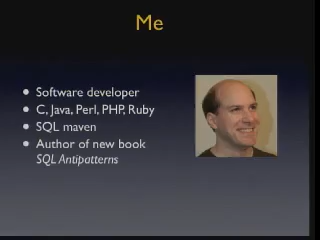 Me
Software developer
C, Java, Perl, PHP, Ruby
SQL maven
Author of new book
SQL Antipatterns